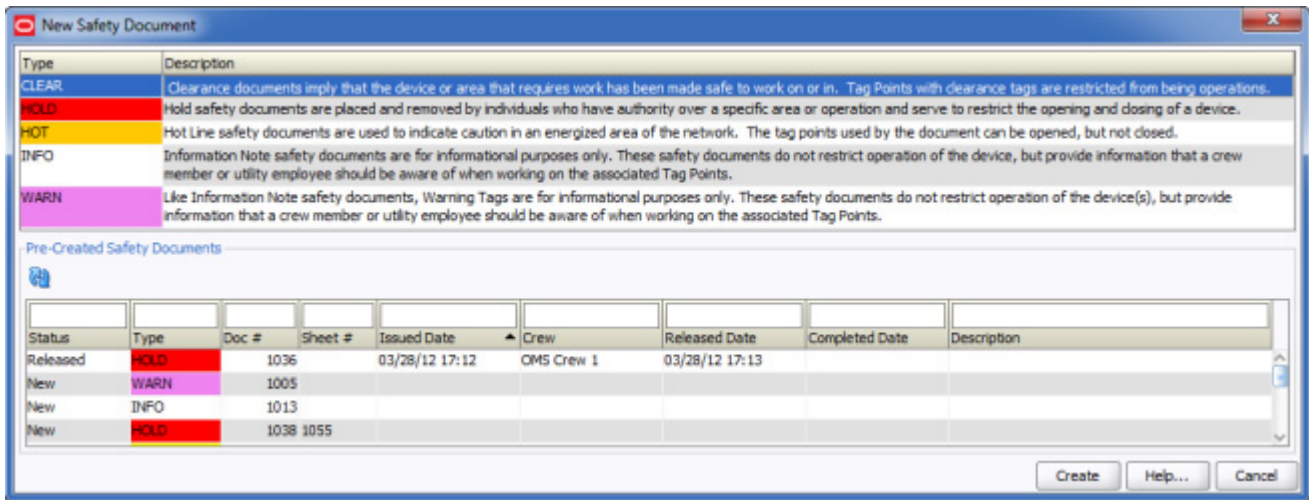 New Safety Document
Type Description
CLEAR Clearance documents imply that the device or area that requires work has been made safe to work on or in. Tag Points with clearance tags are restricted from being operations.
HOLD Hold safety documents are placed and removed by individuals who have authority over a specific area or operation and serve to restrict the opening and closing of a device.
HOT Hot Line safety documents are used to indicate caution in an energized area of the network. The tag points used by the document can be opened, but not closed.
INFO Information Note safety documents are for informational purposes only. These safety documents do not restrict operation of the device, but provide information that a crew
member or utility employee should be aware of when working on the associated Tag Points.
WARN Like Information Note safety documents, Warning Tags are for informational purposes only. These safety documents do not restrict operation of the device(s), but provide
information that a crew member or utility employee should be aware of when working on the associated Tag Points.
Pre-Created Safety Documents
Status Type Doc # Sheet # Issued Date Crew Released Date Completed Date Description
Released HOLD 1036 03/28/12 17:12 OMS Crew 1 03/28/12 17:13
New WARN 1005
New INFO 1013
New HOLD 1038 1055
Create Help... Cancel